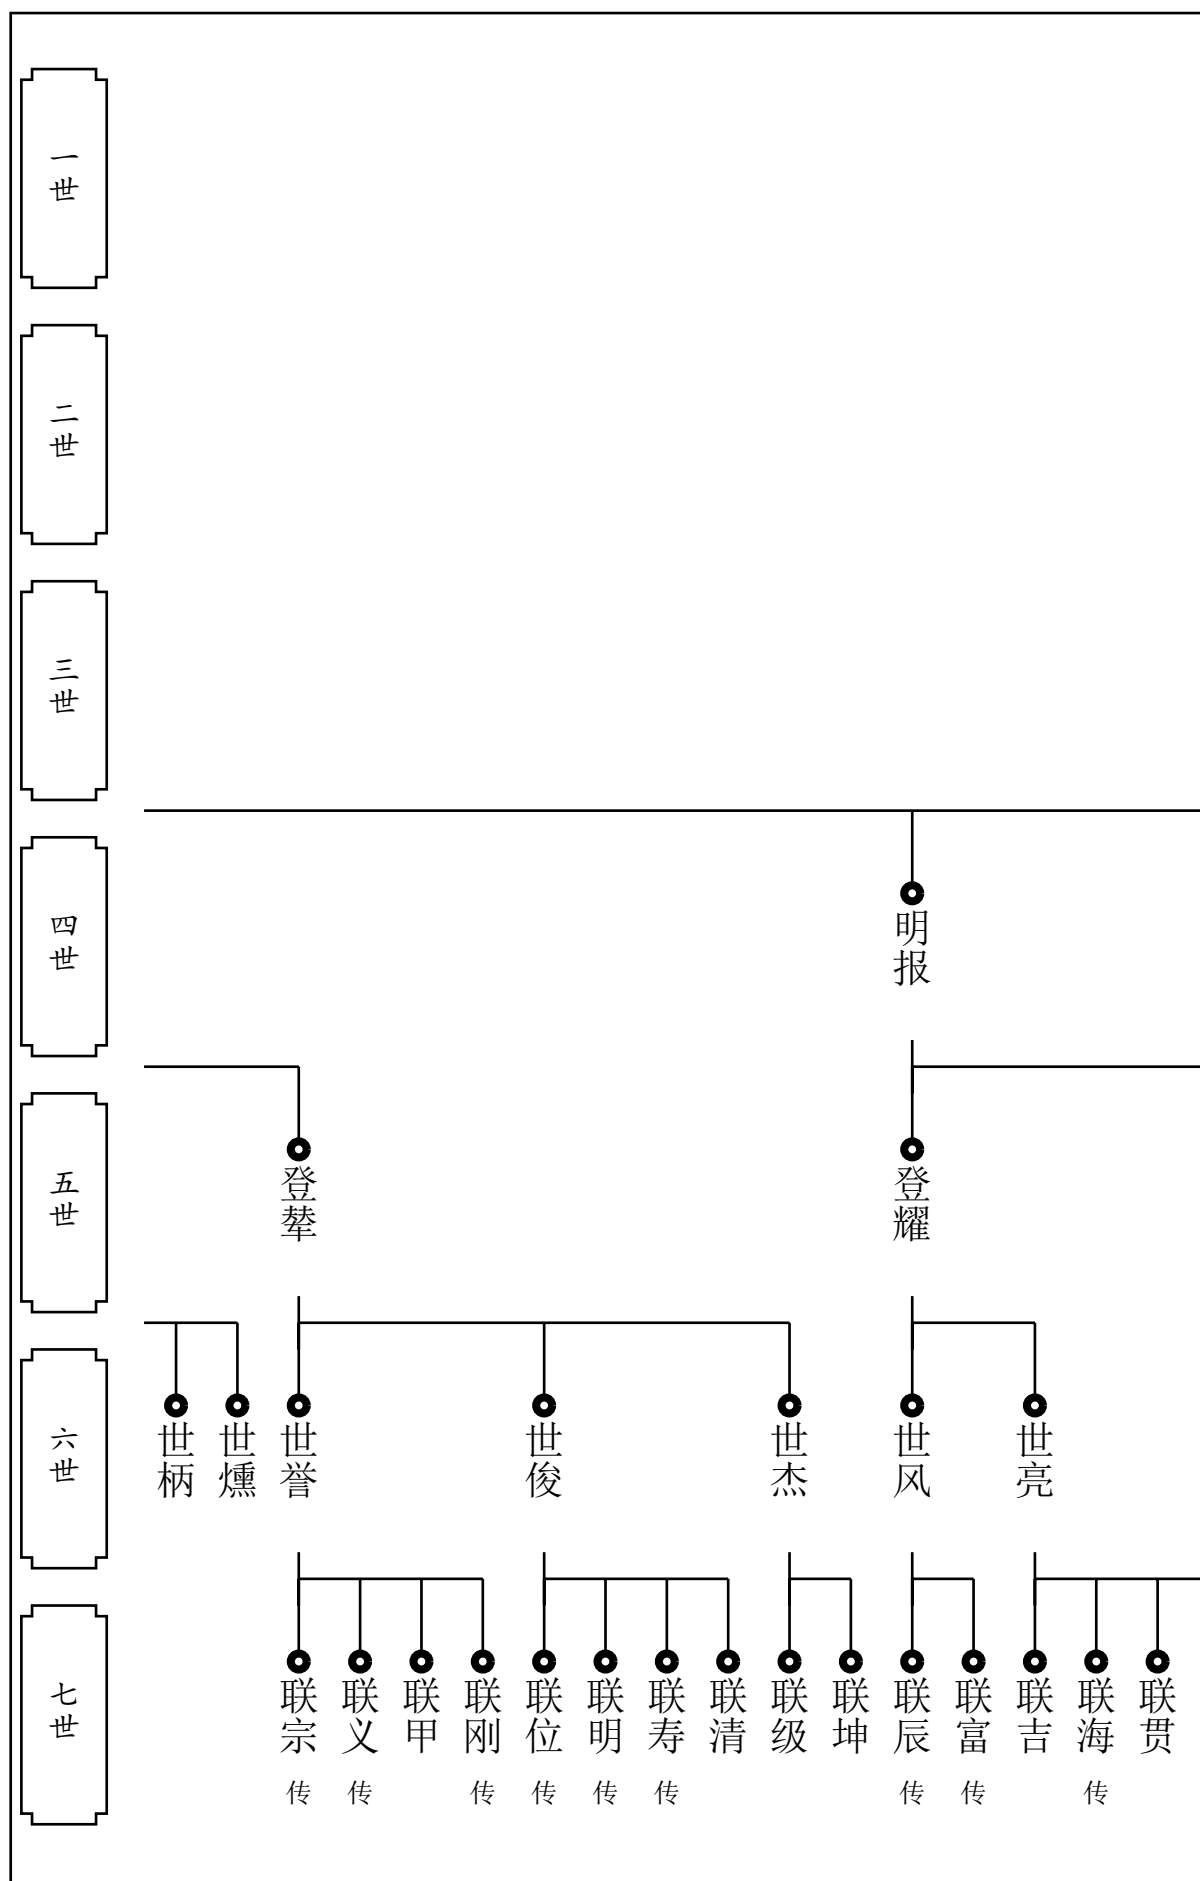 一世
二世
三世
四世
明报
五世
登辇
登耀
六世
世柄
世燻
世誉
世俊
世杰
世风
世亮
七世
联宗
联义
联甲
联刚
联位
联明
联寿
联清
联级
联坤
联辰
联富
联吉
联海
联贯
传
传
传
传
传
传
传
传
传